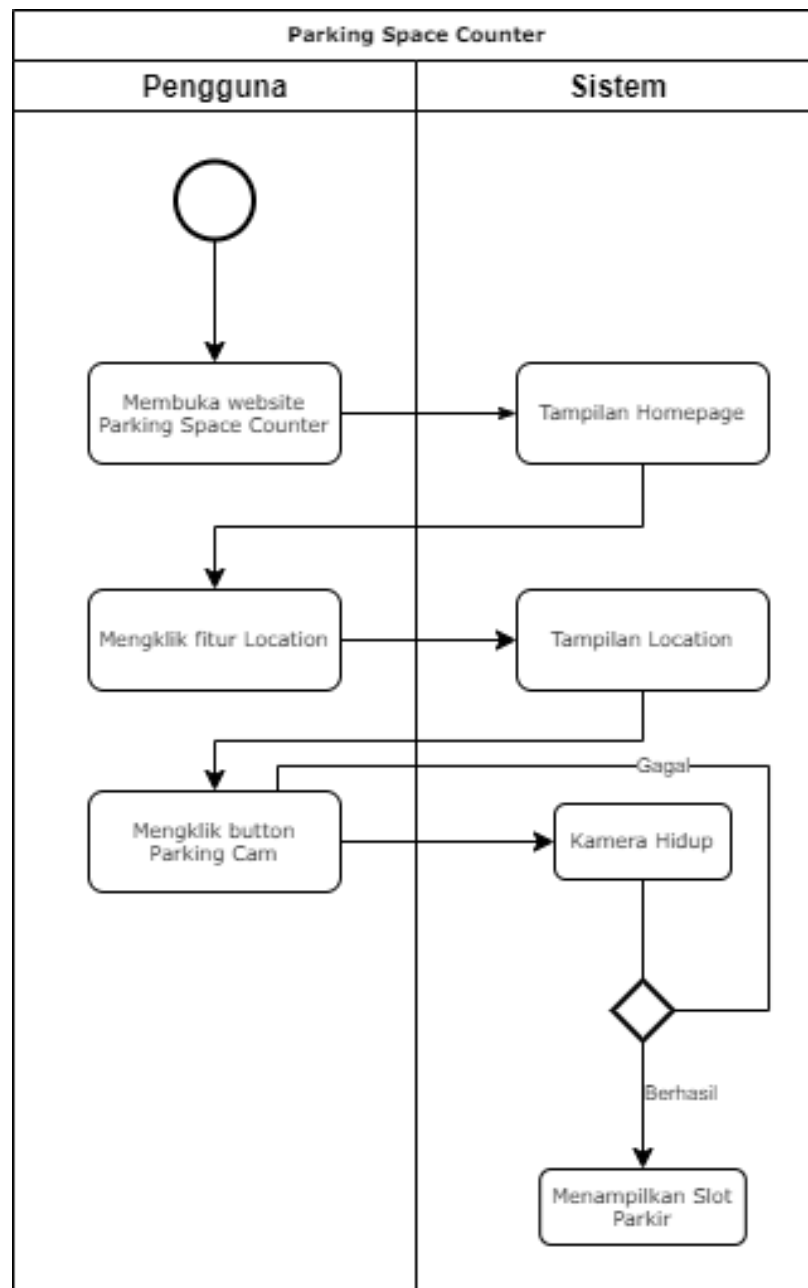 Parking Space Counter
Pengguna
Sistem
Membuka website
Parking Space Counter
Tampilan Homepage
Mengklik fitur Location
Tampilan Location
Gagal
Mengklik button
Parking Cam
Kamera Hidup
Berhasil
Menampilkan Slot
Parkir